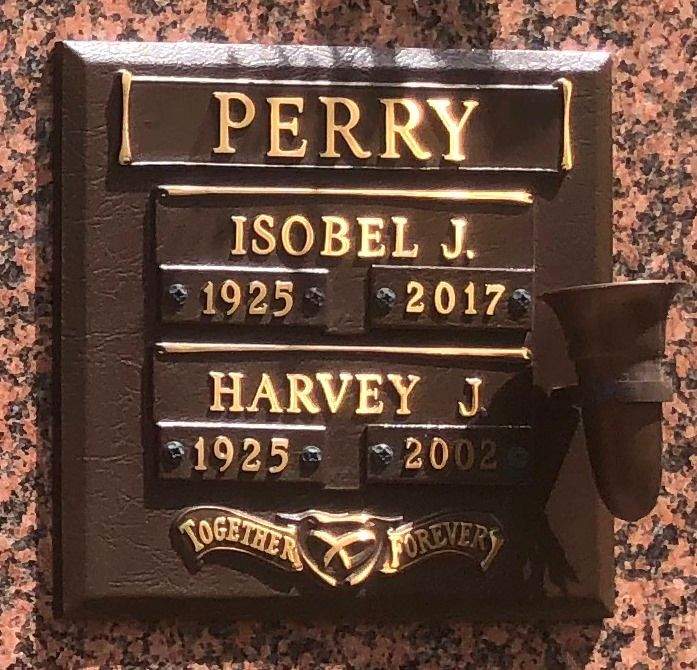 PERRY
ISOBEL J.
1925 2017
HARVEY J.
1925 2002
TOGETHER FOREVER